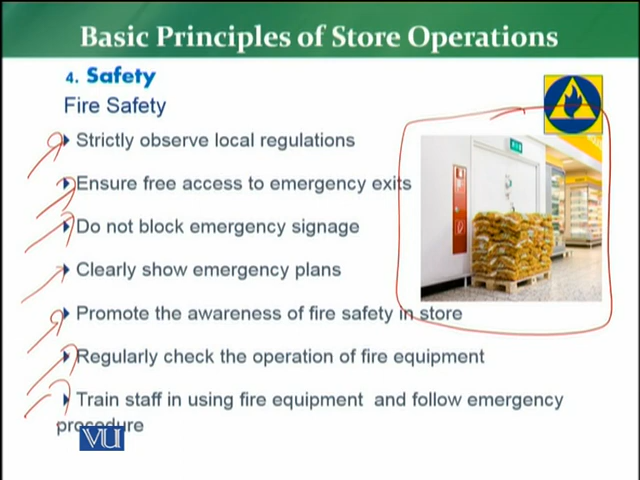 Basic Principles of Store Operations
4. Safety
Fire Safety
Strictly observe local regulations
Ensure free access to emergency exits
Do not block emergency signage
Clearly show emergency plans
Promote the awareness of fire safety in store
Regularly check the operation of fire equipment
Train staff in using fire equipment and follow emergency
procedure
VU